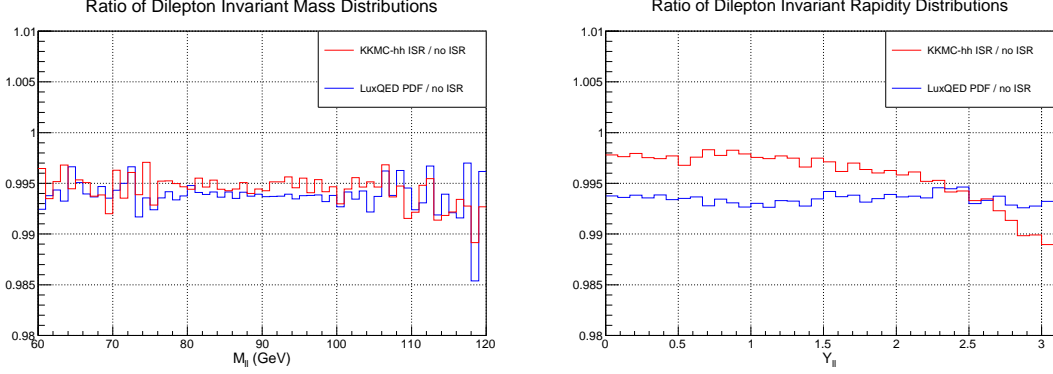 Ratio of Dilepton Invariant Mass Distributions
1.01
1.005
1
0.995
0.99
0.985
0.98
60 70 80 90 100 110 120
M_ll (GeV)
KKMC-hh ISR / no ISR
LuxQED PDF / no ISR
Ratio of Dilepton Invariant Rapidity Distributions
1.01
1.005
1
0.995
0.99
0.985
0.98
0 0.5 1 1.5 2 2.5 3
Y_ll
KKMC-hh ISR / no ISR
LuxQED PDF / no ISR